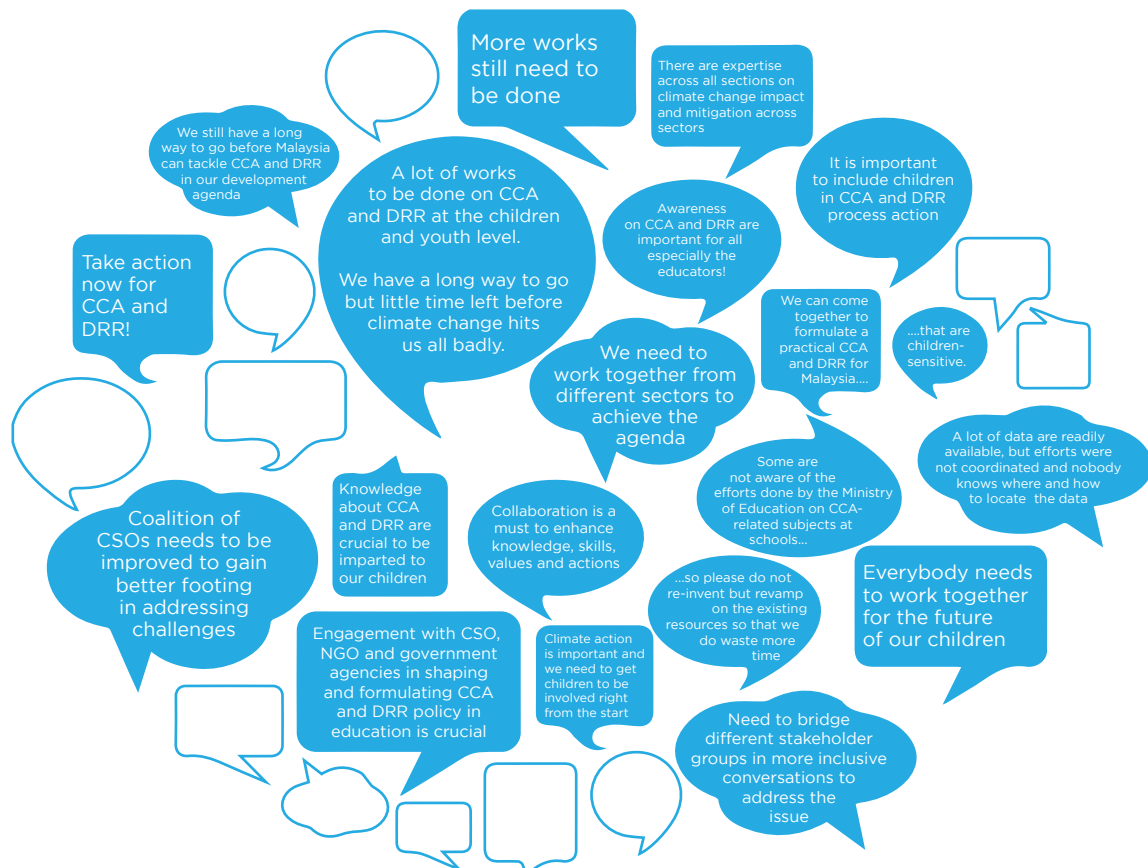 More works
still need to
be done
There are expertise
across all sections on
climate change impact
and mitigation across
sectors
We still have a long
way to go before Malaysia
can tackle CCA and DRR
in our development
agenda
A lot of works
to be done on CCA
and DRR at the children
and youth level.
We have a long way to go
but little time left before
climate change hits
us all badly.
It is important
to include children
in CCA and DRR
process action
Awareness
on CCA and DRR are
important for all
especially the
educators!
Take action
now for
CCA and
DRR!
We can come
together to
formulate a
practical CCA
and DRR for
Malaysia....
....that are
children-
sensitive.
We need to
work together from
different sectors to
achieve the
agenda
A lot of data are readily
available, but efforts were
not coordinated and nobody
knows where and how
to locate the data
Some are
not aware of the
efforts done by the Ministry
of Education on CCA-
related subjects at
schools...
Knowledge
about CCA
and DRR are
crucial to be
imparted to
our children
Collaboration is a
must to enhance
knowledge, skills,
values and actions
Coalition of
CSOs needs to be
improved to gain
better footing
in addressing
challenges
...so please do not
re-invent but revamp
on the existing
resources so that we
do waste more
time
Everybody needs
to work together
for the future
of our children
Engagement with CSO,
NGO and government
agencies in shaping
and formulating CCA
and DRR policy in
education is crucial
Climate action
is important and
we need to get
children to be
involved right
from the start
Need to bridge
different stakeholder
groups in more inclusive
conversations to
address the
issue